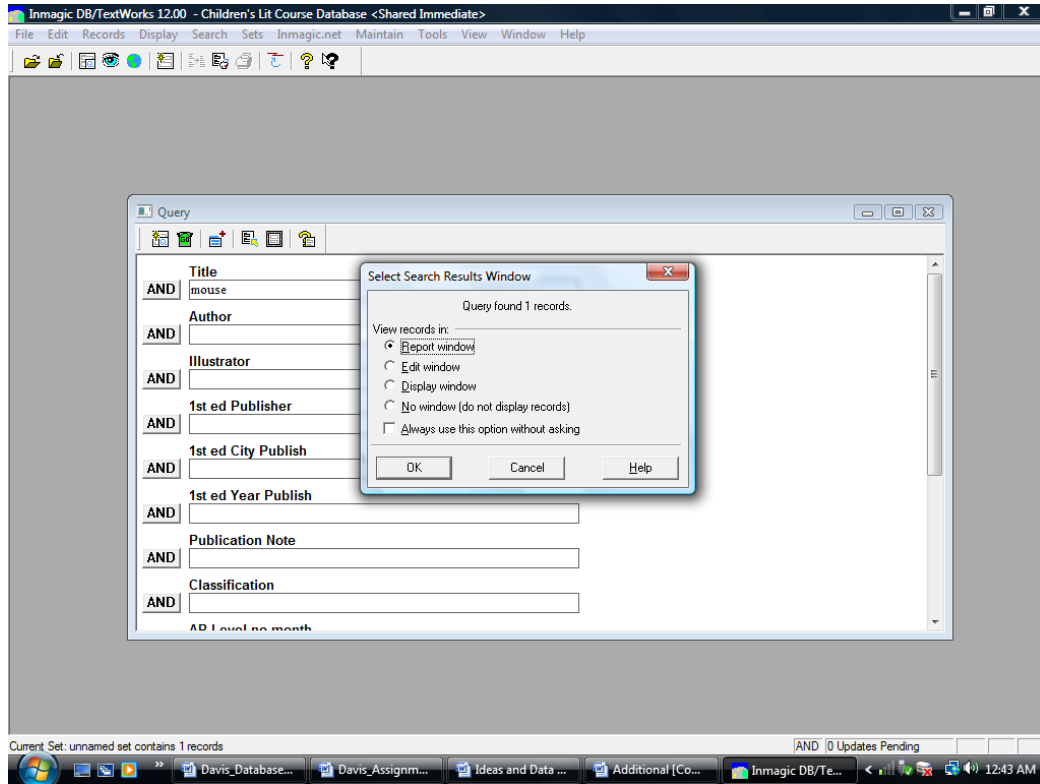 Inmagic DB/TextWorks 12.00 - Children's Lit Course Database <Shared Immediate>
File Edit Records Display Search Sets Inmagic.net Maintain Tools View Window Help
Query
Title
AND mouse
Author
AND
Illustrator
AND
1st ed Publisher
AND
1st ed City Publish
AND
1st ed Year Publish
AND
Publication Note
AND
Classification
AND
AR Level no month
Select Search Results Window
Query found 1 records.
View records in:
Report window
Edit window
Display window
No window (do not display records)
Always use this option without asking
OK Cancel Help
Current Set: unnamed set contains 1 records AND 0 Updates Pending
Davis_Database... Davis_Assignm... Ideas and Data ... Additional [Co... Inmagic DB/Te... 12:43 AM